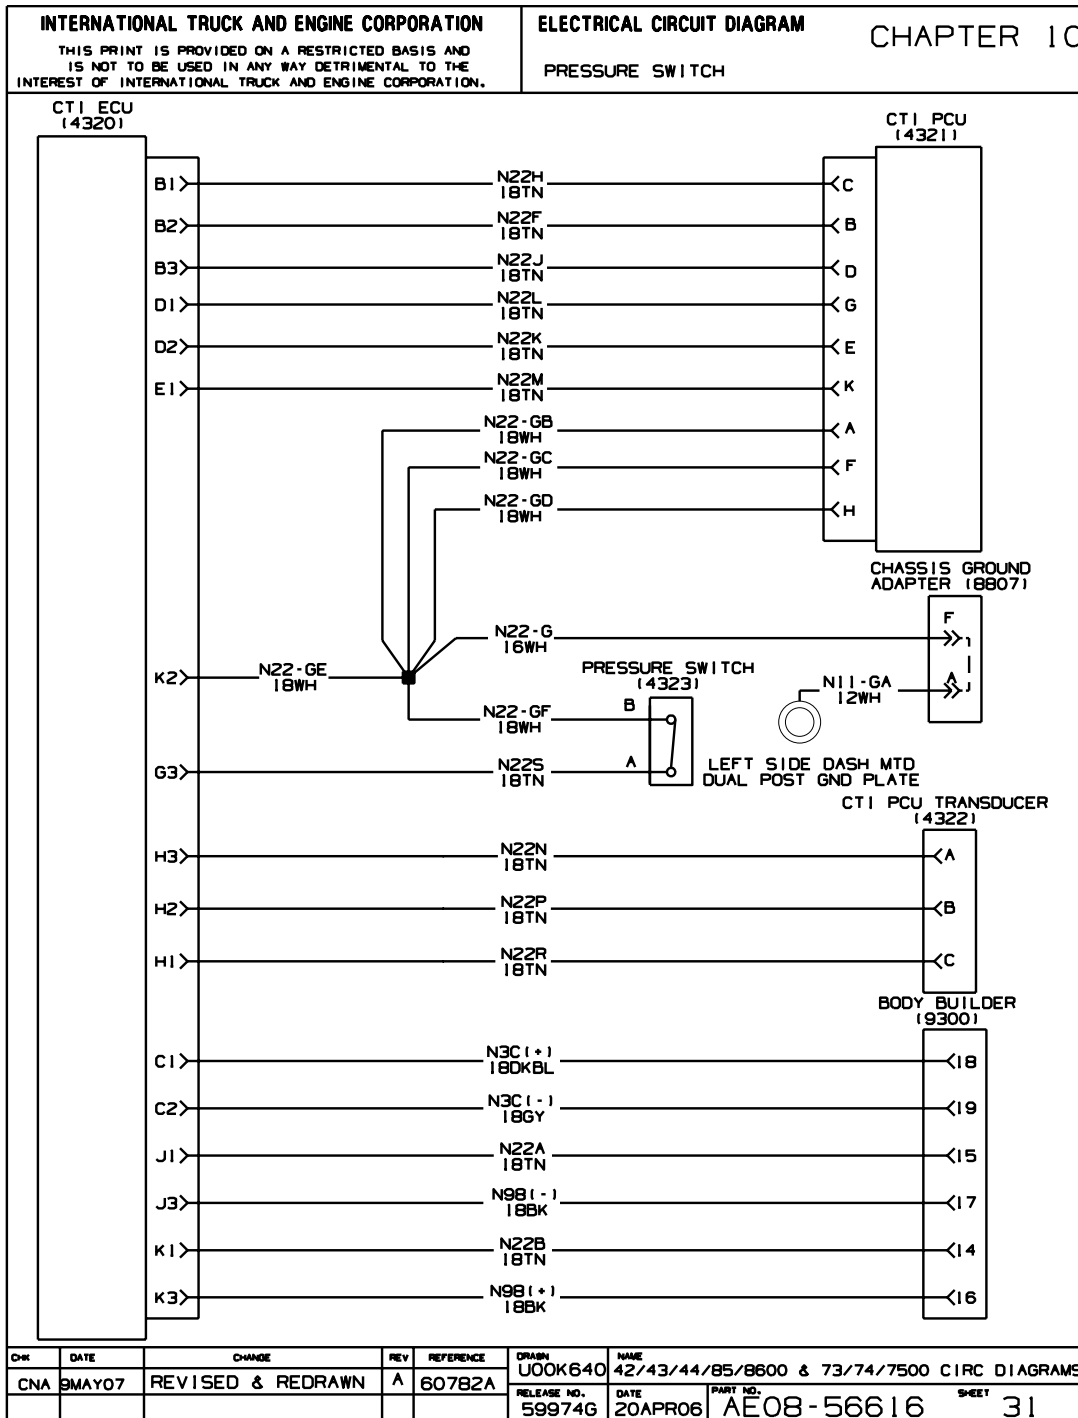 INTERNATIONAL TRUCK AND ENGINE CORPORATION
THIS PRINT IS PROVIDED ON A RESTRICTED BASIS AND
IS NOT TO BE USED IN ANY WAY DETRIMENTAL TO THE
INTEREST OF INTERNATIONAL TRUCK AND ENGINE CORPORATION.
ELECTRICAL CIRCUIT DIAGRAM
PRESSURE SWITCH
CHAPTER 10
CTI ECU
(4320)
CTI PCU
(4321)
B1 N22H C
18TN
B2 N22F B
18TN
B3 N22J D
18TN
D1 N22L G
18TN
D2 N22K E
18TN
E1 N22M K
18TN
N22-GB A
18WH
N22-GC F
18WH
N22-GD H
18WH
CHASSIS GROUND
ADAPTER (8807)
N22-G F
16WH
K2 N22-GE
18WH
PRESSURE SWITCH
(4323)
N11-GA A
12WH
N22-GF B
18WH
G3 N22S A
18TN
LEFT SIDE DASH MTD
DUAL POST GND PLATE
CTI PCU TRANSDUCER
(4322)
H3 N22N A
18TN
H2 N22P B
18TN
H1 N22R C
18TN
BODY BUILDER
(9300)
C1 N3C(+) 18
18DKBL
C2 N3C(-) 19
18GY
J1 N22A 15
18TN
J3 N98(-) 17
18BK
K1 N22B 14
18TN
K3 N98(+) 16
18BK
CHK DATE CHANGE REV REFERENCE
CNA 9MAY07 REVISED & REDRAWN A 60782A
DRAWN NAME
U00K640 42/43/44/85/8600 & 73/74/7500 CIRC DIAGRAMS
RELEASE NO. DATE PART NO. SHEET
59974G 20APR06 AE08-56616 31